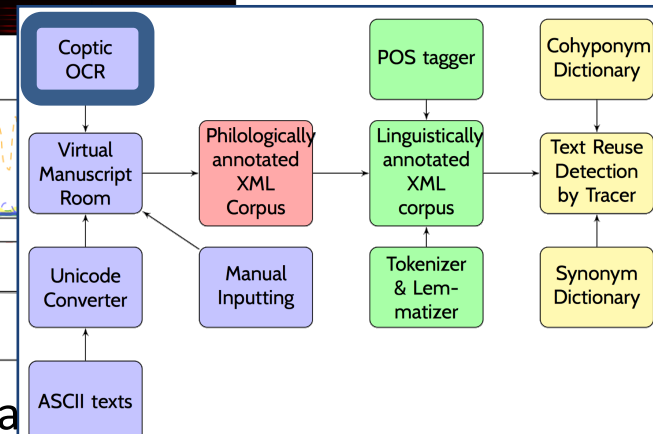 Coptic
OCR
POS tagger
Cohyponym
Dictionary
Virtual
Manuscript
Room
Philologically
annotated
XML
Corpus
Linguistically
annotated
XML
corpus
Text Reuse
Detection
by Tracer
Unicode
Converter
Manual
Inputting
Tokenizer
& Lem-
matizer
Synonym
Dictionary
ASCII texts
a